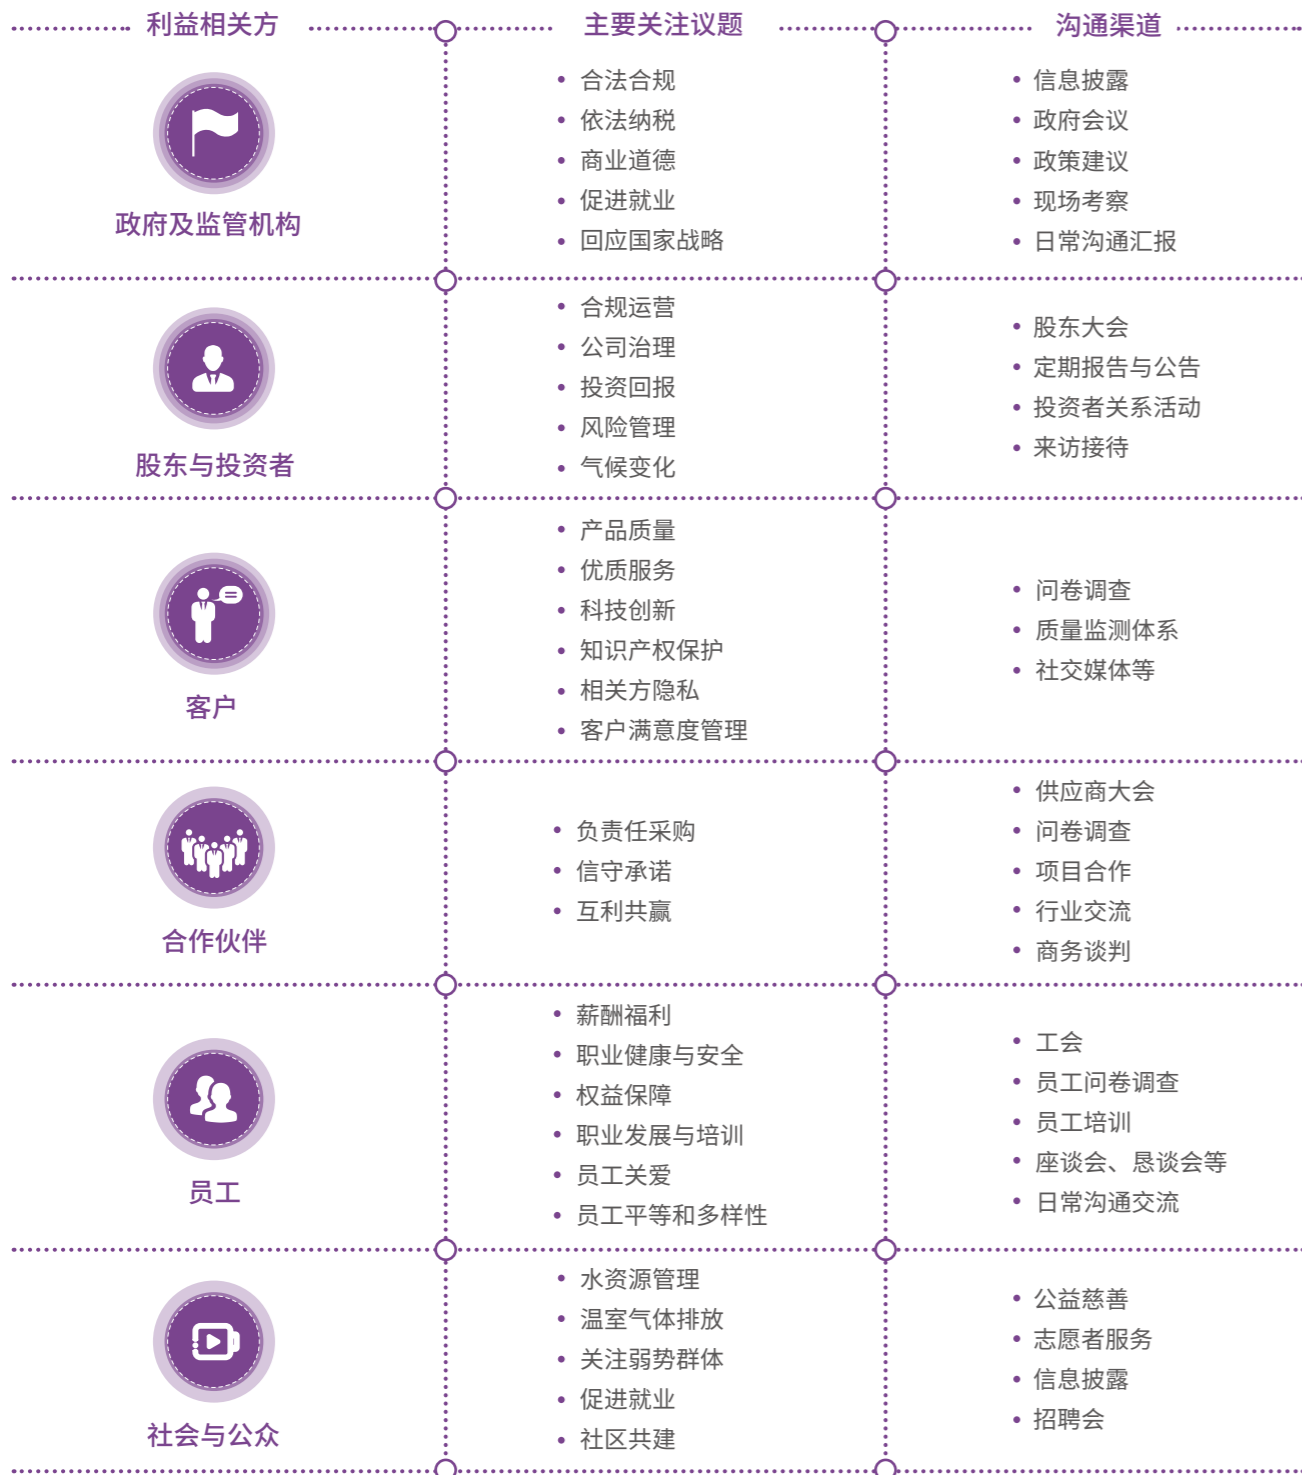 利益相关方
主要关注议题
沟通渠道
政府及监管机构
• 合法合规
• 依法纳税
• 商业道德
• 促进就业
• 回应国家战略
• 信息披露
• 政府会议
• 政策建议
• 现场考察
• 日常沟通汇报
股东与投资者
• 合规运营
• 公司治理
• 投资回报
• 风险管理
• 气候变化
• 股东大会
• 定期报告与公告
• 投资者关系活动
• 来访接待
客户
• 产品质量
• 优质服务
• 科技创新
• 知识产权保护
• 相关方隐私
• 客户满意度管理
• 问卷调查
• 质量监测体系
• 社交媒体等
合作伙伴
• 负责任采购
• 信守承诺
• 互利共赢
• 供应商大会
• 问卷调查
• 项目合作
• 行业交流
• 商务谈判
员工
• 薪酬福利
• 职业健康与安全
• 权益保障
• 职业发展与培训
• 员工关爱
• 员工平等和多样性
• 工会
• 员工问卷调查
• 员工培训
• 座谈会、恳谈会等
• 日常沟通交流
社会与公众
• 水资源管理
• 温室气体排放
• 关注弱势群体
• 促进就业
• 社区共建
• 公益慈善
• 志愿者服务
• 信息披露
• 招聘会